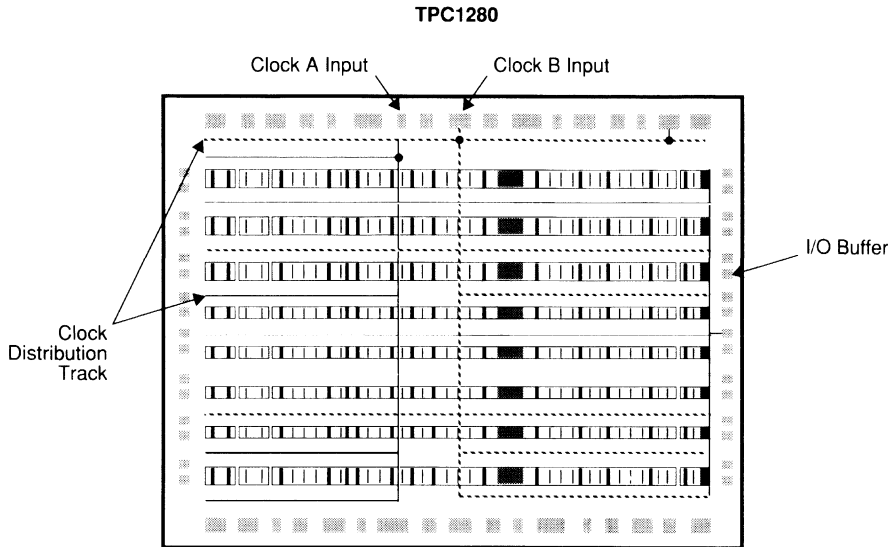 TPC1280
Clock A Input
Clock B Input
I/O Buffer
Clock
Distribution
Track